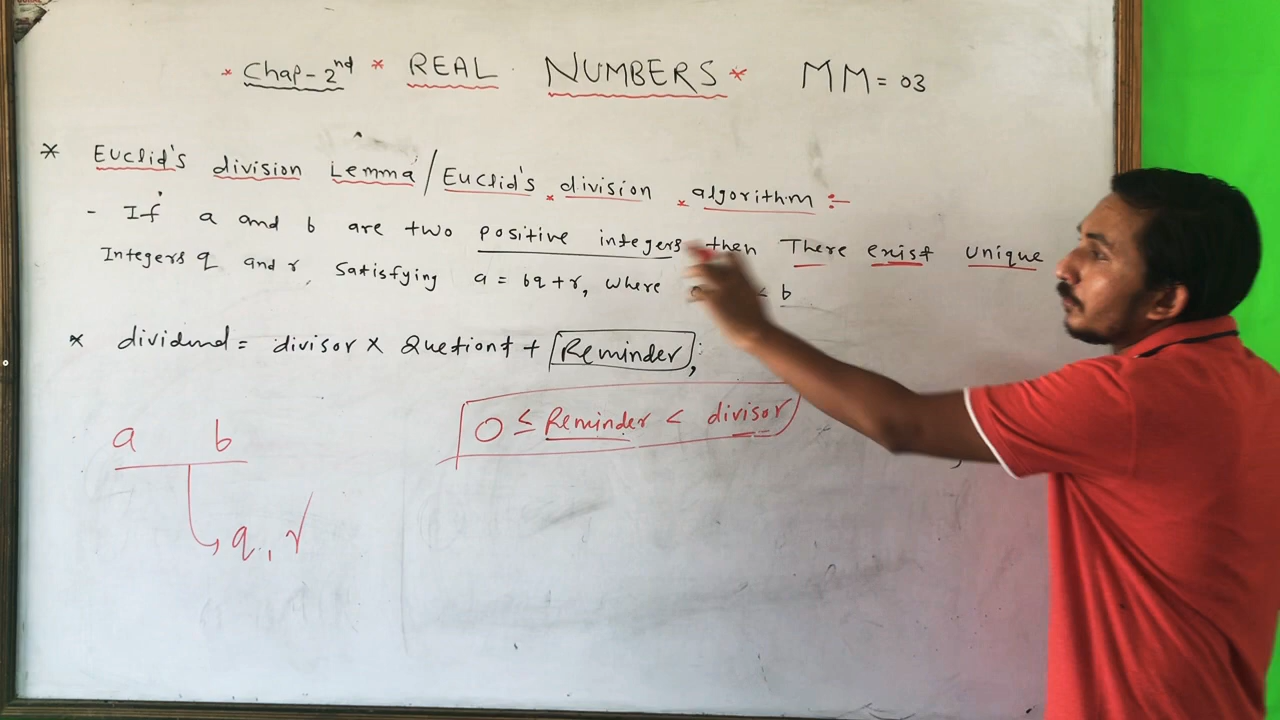 * Chap-2nd * REAL NUMBERS * MM = 03
* Euclid's division Lemma/Euclid's division algorithm :-
- If a and b are two positive integers then There exist unique
Integers q and r satisfying a = bq + r, where < b
* dividend = divisor × Quetiont + Reminder;
0 ≤ Reminder < divisor
a b
q, r